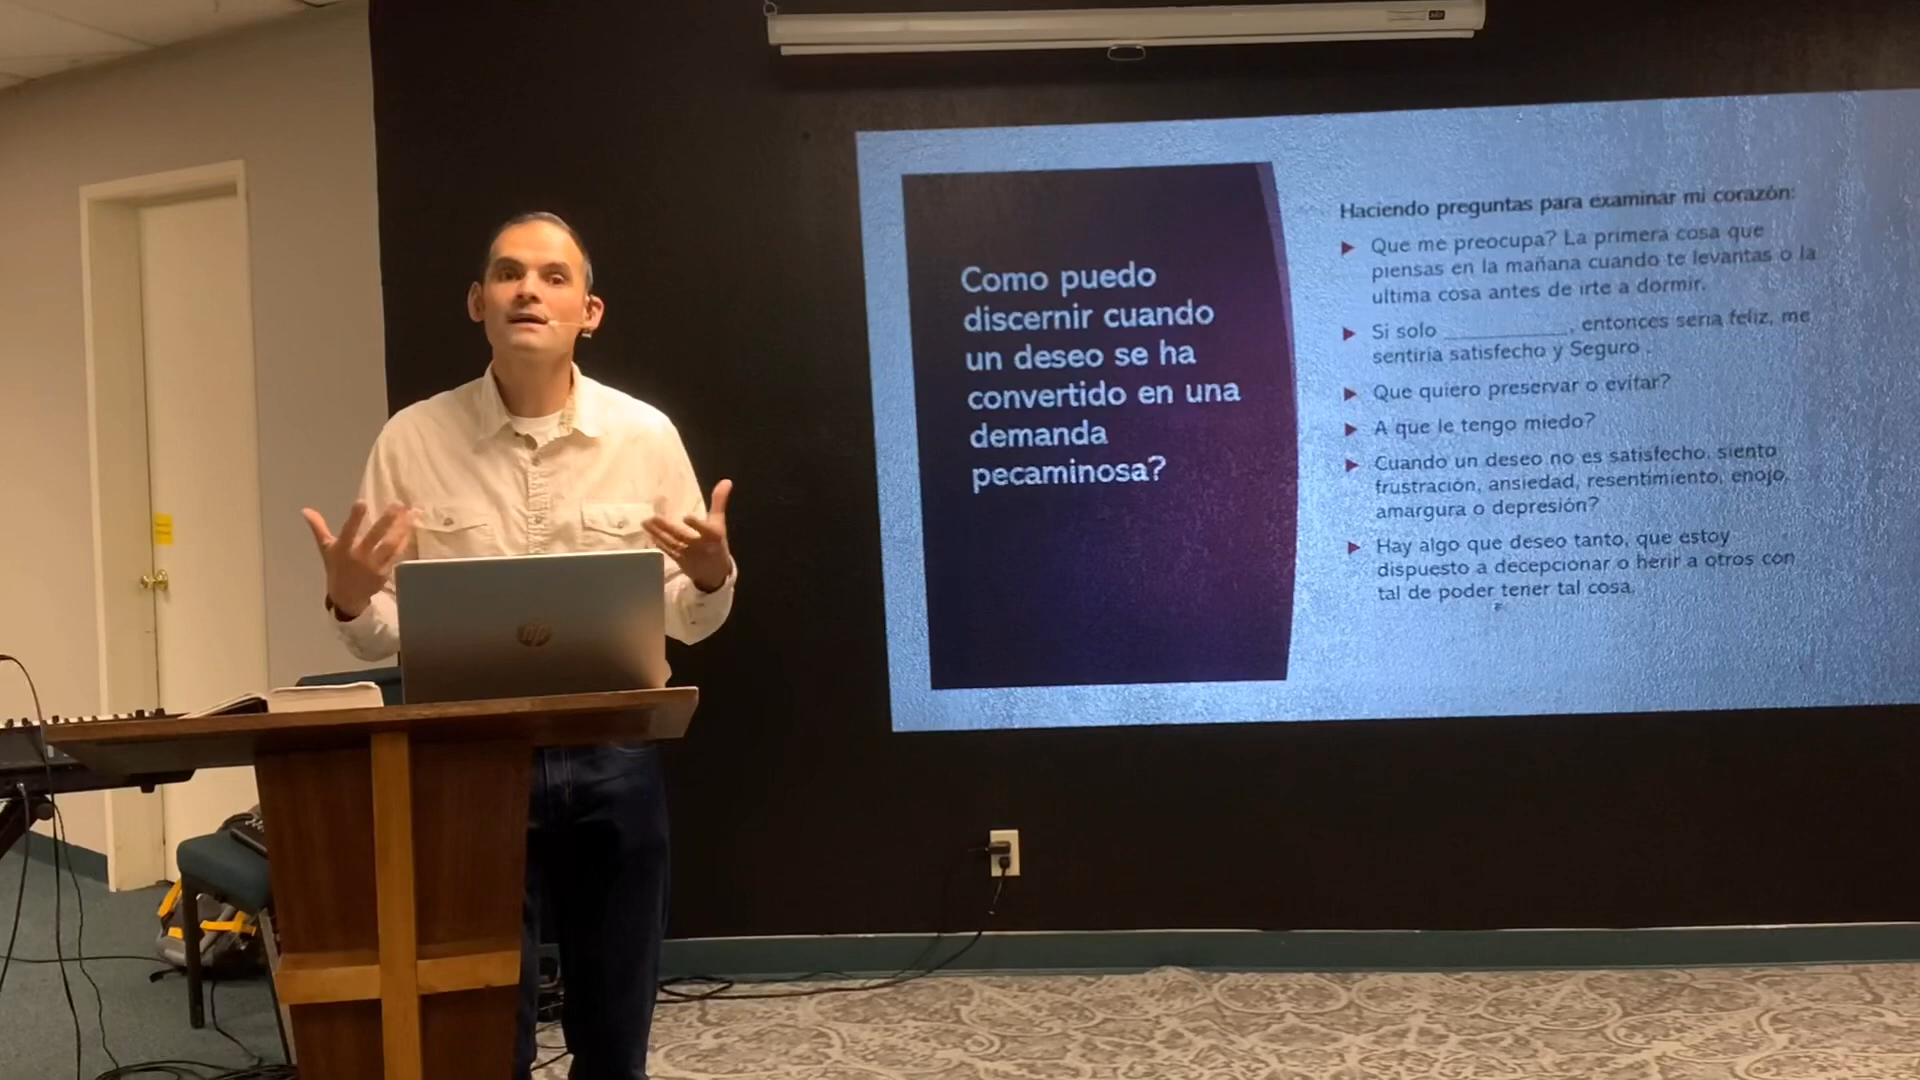 Como puedo
discernir cuando
un deseo se ha
convertido en una
demanda
pecaminosa?
Haciendo preguntas para examinar mi corazón:
Que me preocupa? La primera cosa que
piensas en la mañana cuando te levantas o la
ultima cosa antes de irte a dormir.
Si solo ____________, entonces seria feliz, me
sentiría satisfecho y Seguro .
Que quiero preservar o evitar?
A que le tengo miedo?
Cuando un deseo no es satisfecho, siento
frustración, ansiedad, resentimiento, enojo,
amargura o depresión?
Hay algo que deseo tanto, que estoy
dispuesto a decepcionar o herir a otros con
tal de poder tener tal cosa.
hp